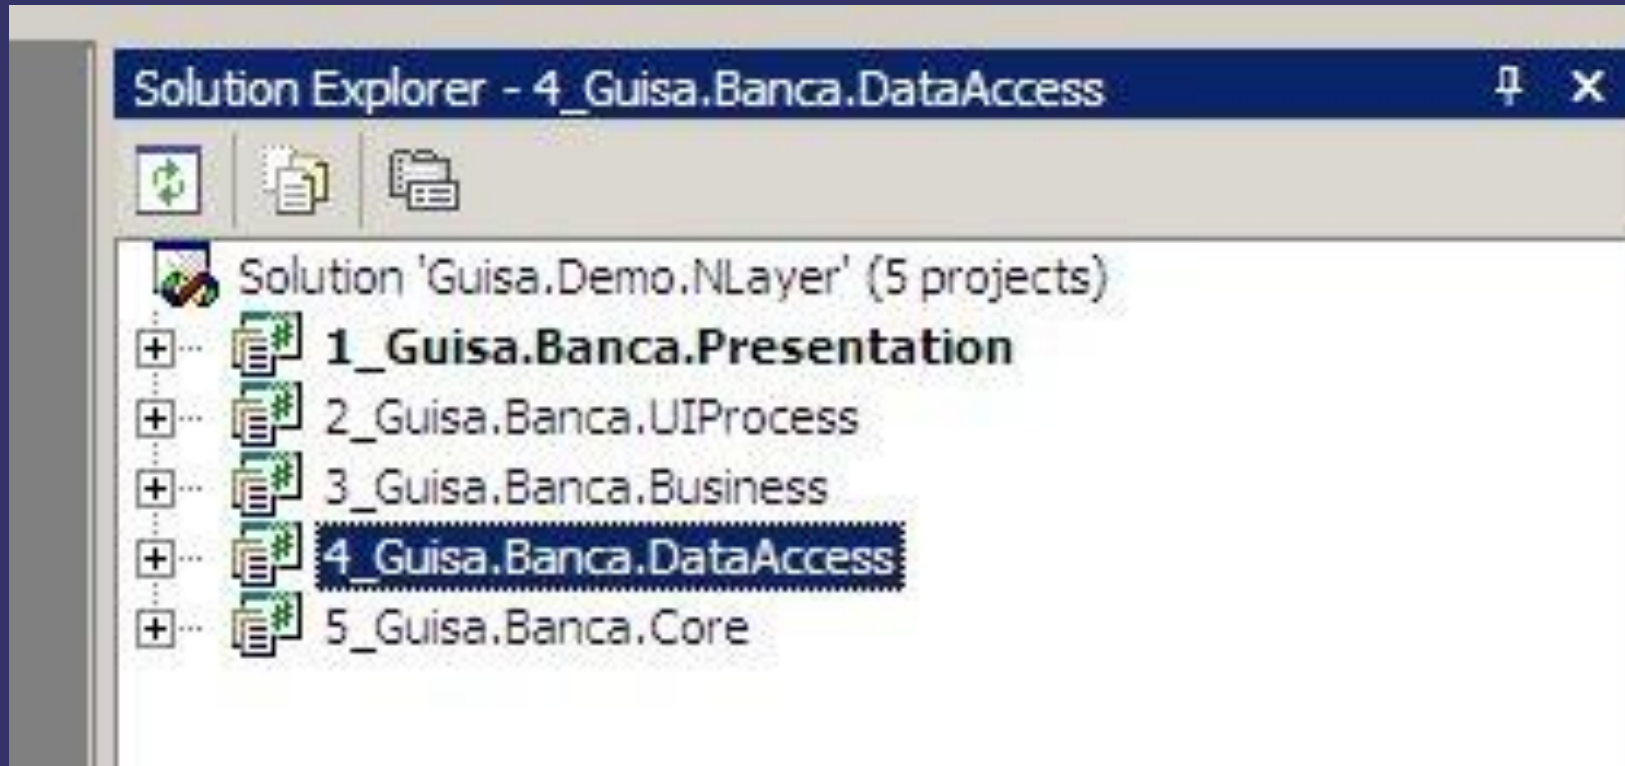 Solution Explorer - 4_Guisa.Banca.DataAccess
Solution 'Guisa.Demo.NLayer' (5 projects)
1_Guisa.Banca.Presentation
2_Guisa.Banca.UIProcess
3_Guisa.Banca.Business
4_Guisa.Banca.DataAccess
5_Guisa.Banca.Core